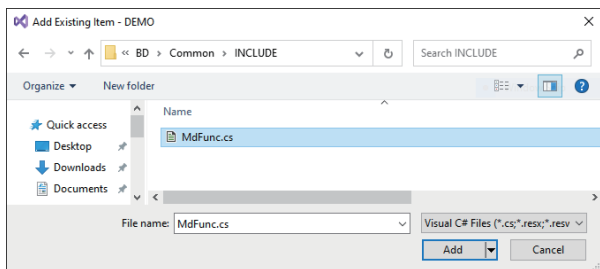 Add Existing Item - DEMO
« BD > Common > INCLUDE
Search INCLUDE
Organize
New folder
Name
Quick access
MdFunc.cs
Desktop
Downloads
Documents
File name: MdFunc.cs
Visual C# Files (*.cs;*.resx;*.resv
Add
Cancel